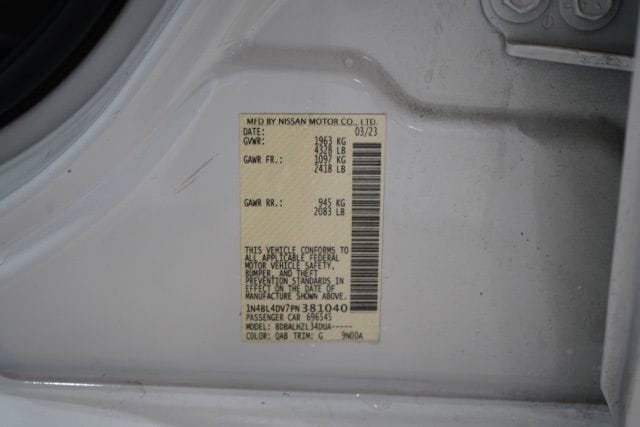 MFD BY NISSAN MOTOR CO., LTD.
DATE: 03/23
GVWR: 1963 KG
4328 LB
GAWR FR.: 1097 KG
2418 LB
GAWR RR.: 945 KG
2083 LB
THIS VEHICLE CONFORMS TO
ALL APPLICABLE FEDERAL
MOTOR VEHICLE SAFETY,
BUMPER, AND THEFT
PREVENTION STANDARDS IN
EFFECT ON THE DATE OF
MANUFACTURE SHOWN ABOVE.
1N4BL4DV7PN381040
PASSENGER CAR 696545
MODEL: BDBALHZL34DUA-----
COLOR: QAB TRIM: G 9N00A